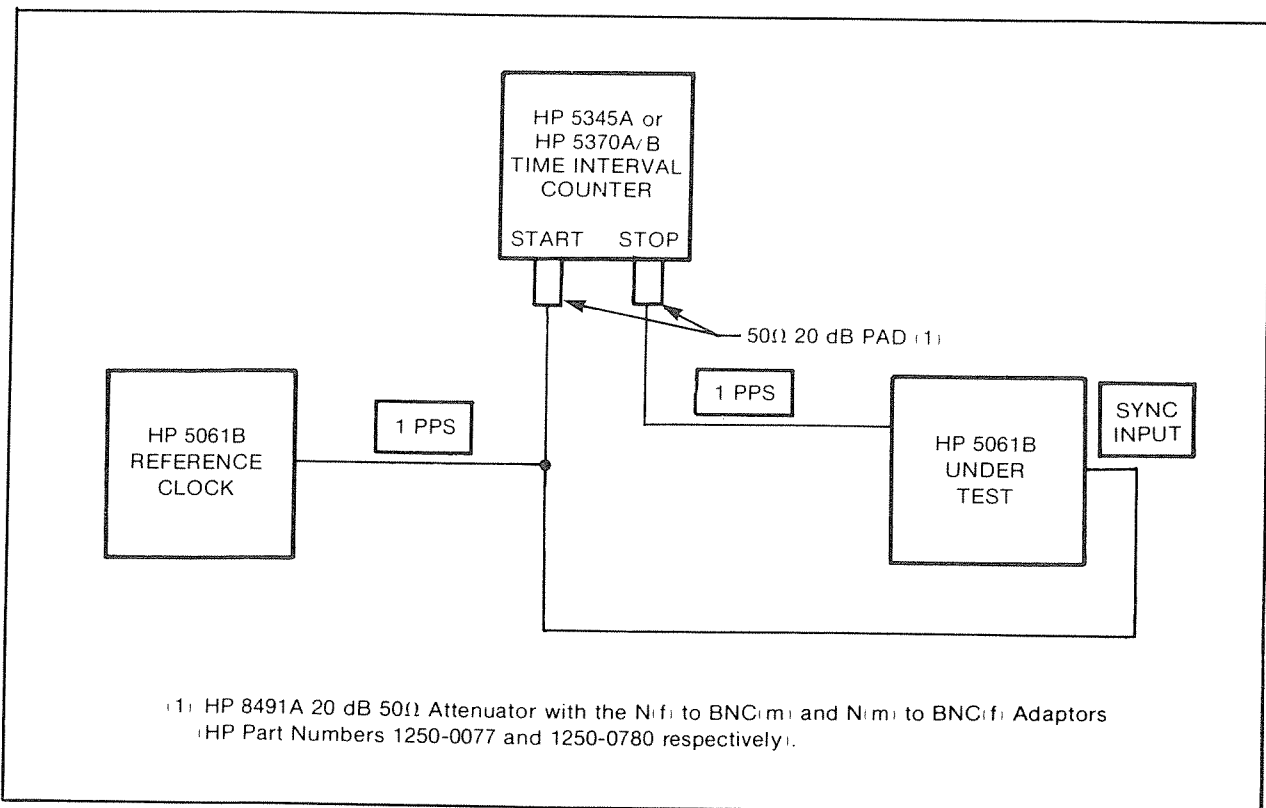 HP 5345A or
HP 5370A/B
TIME INTERVAL
COUNTER
START STOP
50Ω 20 dB PAD (1)
1 PPS
1 PPS
HP 5061B
REFERENCE
CLOCK
HP 5061B
UNDER
TEST
SYNC
INPUT
(1) HP 8491A 20 dB 50Ω Attenuator with the N(f) to BNC(m) and N(m) to BNC(f) Adaptors
(HP Part Numbers 1250-0077 and 1250-0780 respectively).